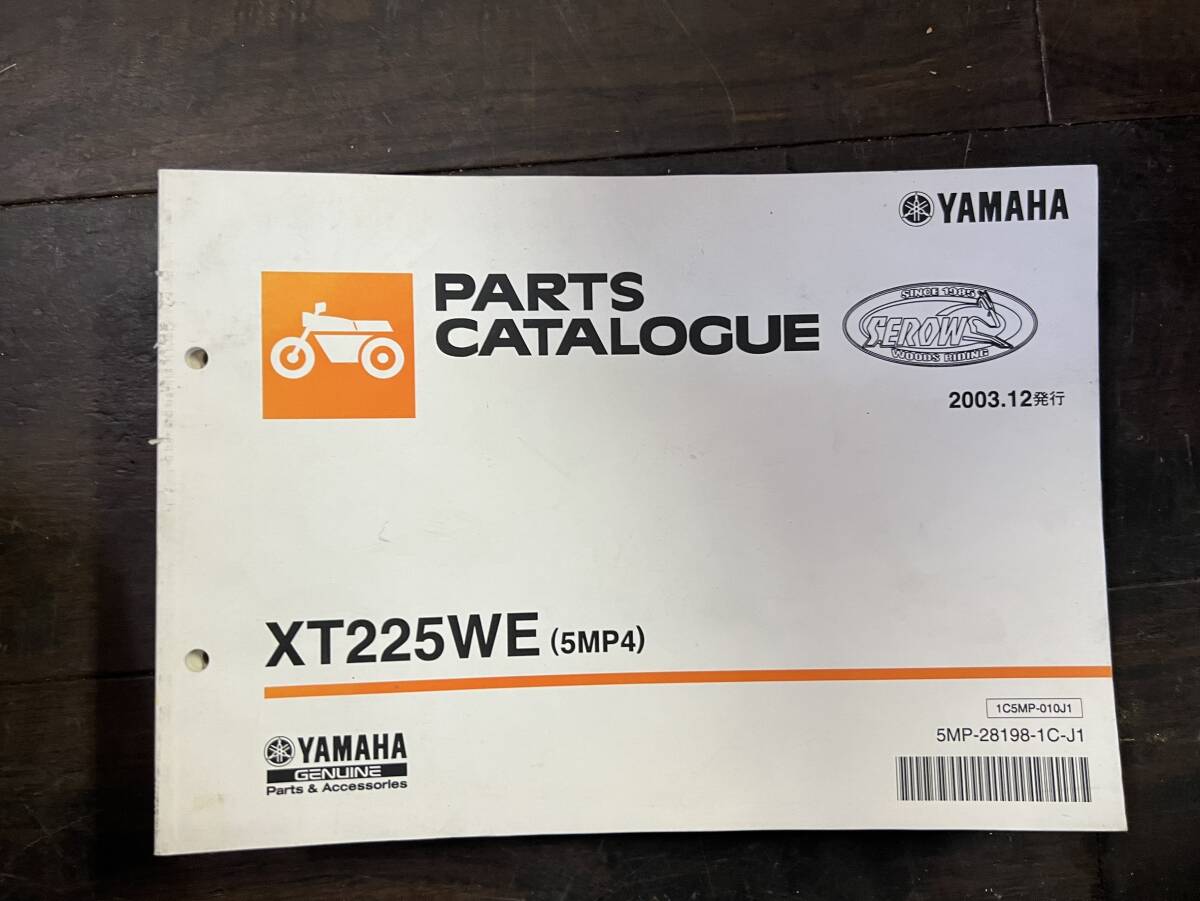 YAMAHA
PARTS
CATALOGUE
SINCE 1985
SEROW
WOODS RIDING
2003.12発行
XT225WE (5MP4)
1C5MP-010J1
5MP-28198-1C-J1
YAMAHA
GENUINE
Parts & Accessories